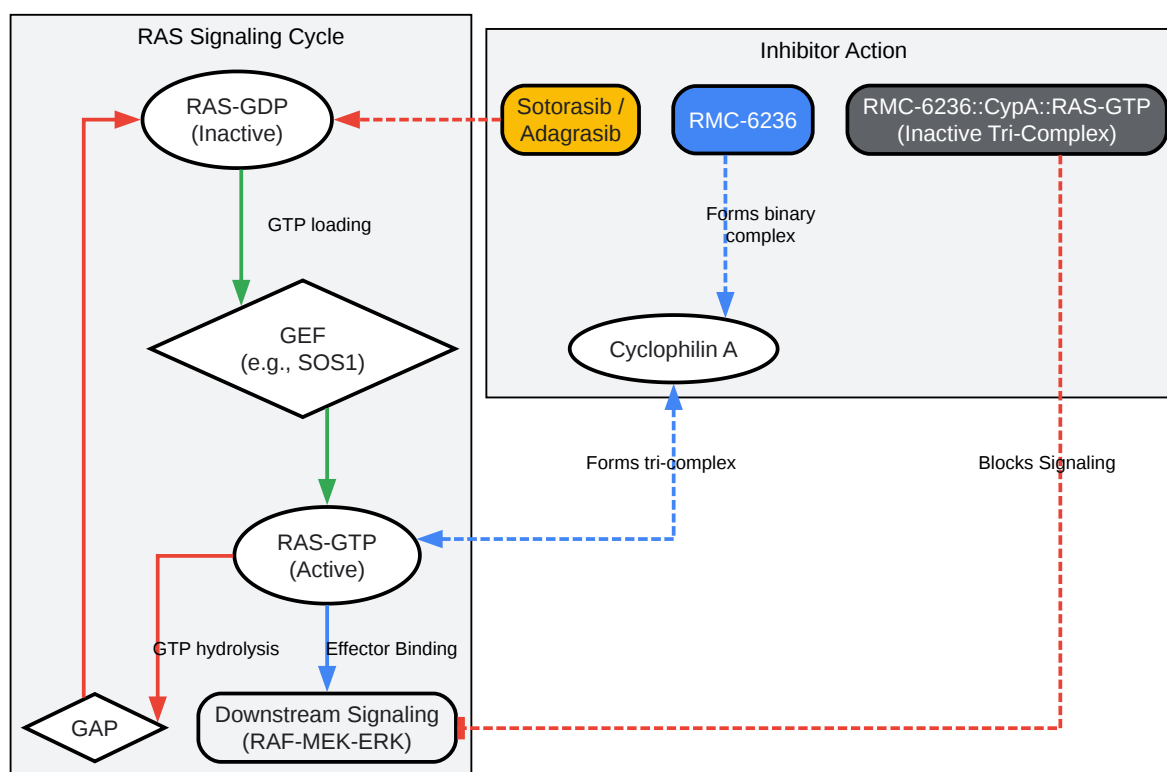 RAS Signaling Cycle
RAS-GDP
(Inactive)
GTP loading
GEF
(e.g., SOS1)
RAS-GTP
(Active)
GTP hydrolysis
Effector Binding
GAP
Downstream Signaling
(RAF-MEK-ERK)
Inhibitor Action
Sotorasib /
Adagrasib
RMC-6236
RMC-6236::CypA::RAS-GTP
(Inactive Tri-Complex)
Forms binary
complex
Cyclophilin A
Forms tri-complex
Blocks Signaling